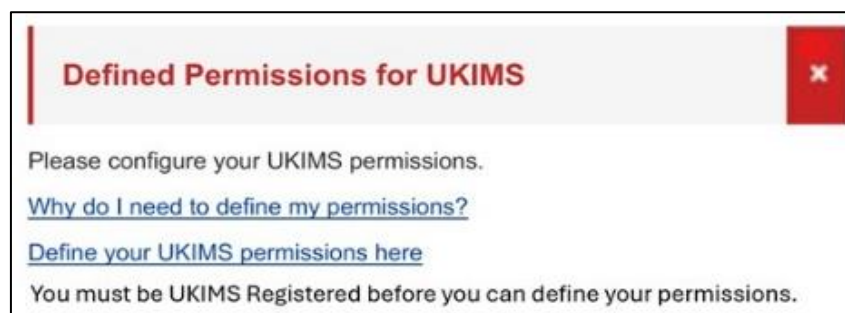 Defined Permissions for UKIMS
Please configure your UKIMS permissions.
Why do I need to define my permissions?
Define your UKIMS permissions here
You must be UKIMS Registered before you can define your permissions.